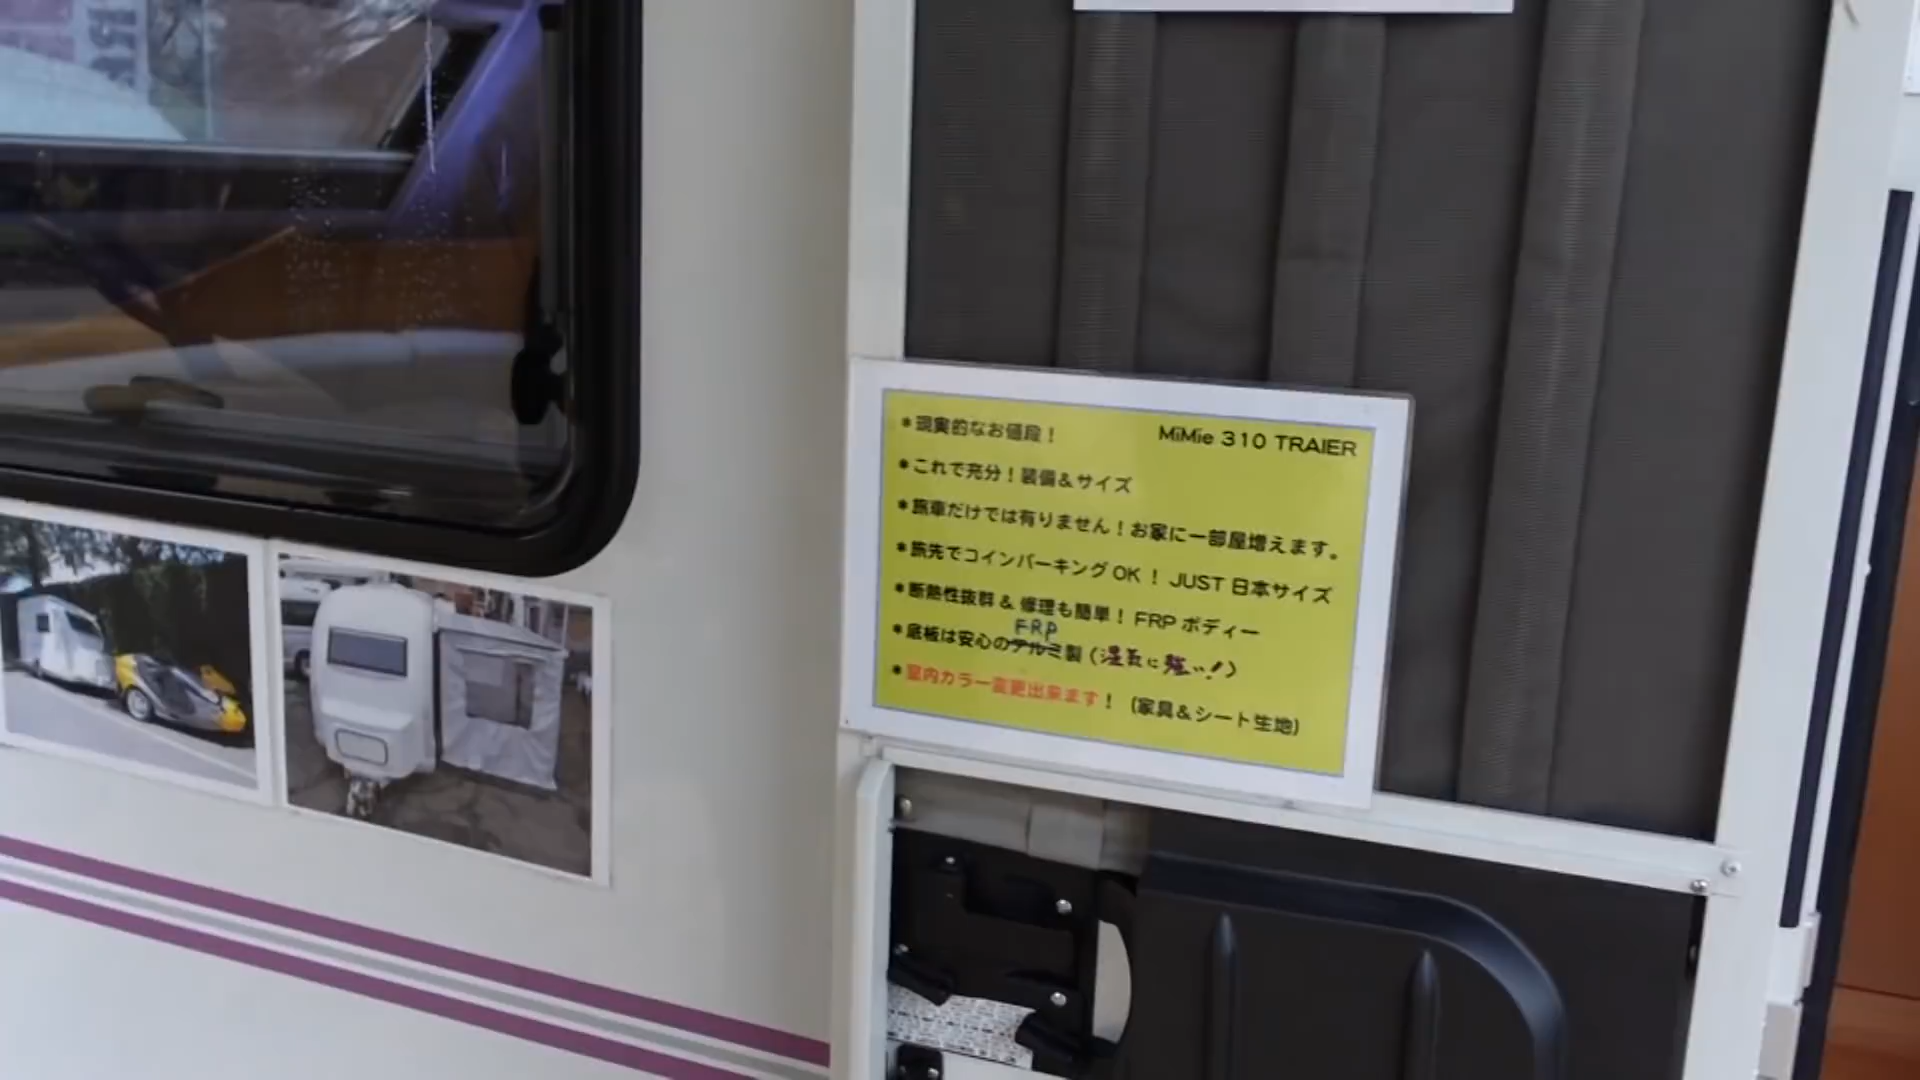 *現実的なお値段！ MiMie 310 TRAIER
*これで充分！装備&サイズ
*旅車だけでは有りません！お家に一部屋増えます。
*旅先でコインパーキングOK！ JUST 日本サイズ
*断熱性抜群 & 修理も簡単！ FRP ボディー
FRP
*底板は安心のアルミ製 (湿気に強い！)
*室内カラー変更出来ます！ (家具&シート生地)